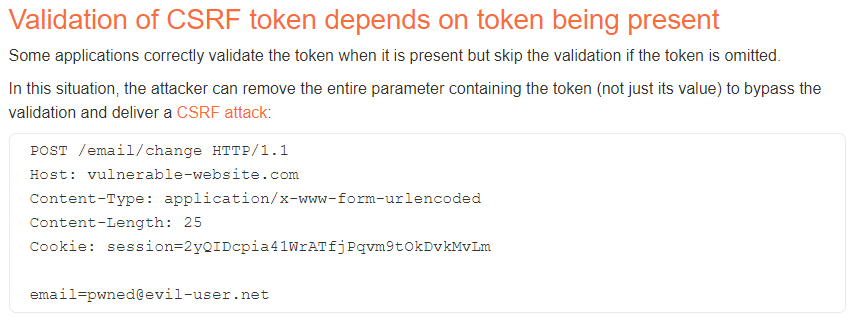 Validation of CSRF token depends on token being present
Some applications correctly validate the token when it is present but skip the validation if the token is omitted.
In this situation, the attacker can remove the entire parameter containing the token (not just its value) to bypass the
validation and deliver a CSRF attack:
POST /email/change HTTP/1.1
Host: vulnerable-website.com
Content-Type: application/x-www-form-urlencoded
Content-Length: 25
Cookie: session=2yQIDcpia41WrATfjPqvm9tOkDvkMvLm
email=pwned@evil-user.net